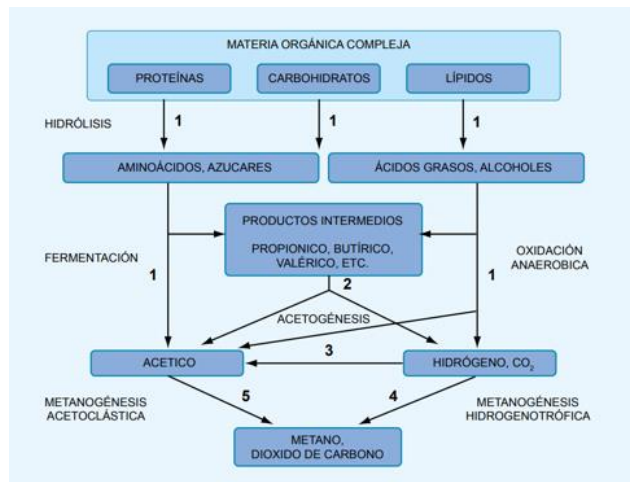 MATERIA ORGÁNICA COMPLEJA
PROTEÍNAS
CARBOHIDRATOS
LÍPIDOS
HIDRÓLISIS
1
1
1
AMINOÁCIDOS, AZUCARES
ÁCIDOS GRASOS, ALCOHOLES
PRODUCTOS INTERMEDIOS
PROPIONICO, BUTÍRICO,
VALÉRICO, ETC.
FERMENTACIÓN
1
2
1
OXIDACIÓN
ANAEROBICA
ACETOGÉNESIS
ACETICO
3
HIDRÓGENO, CO₂
METANOGÉNESIS
ACETOCLÁSTICA
5
4
METANOGÉNESIS
HIDROGENOTRÓFICA
METANO,
DIOXIDO DE CARBONO